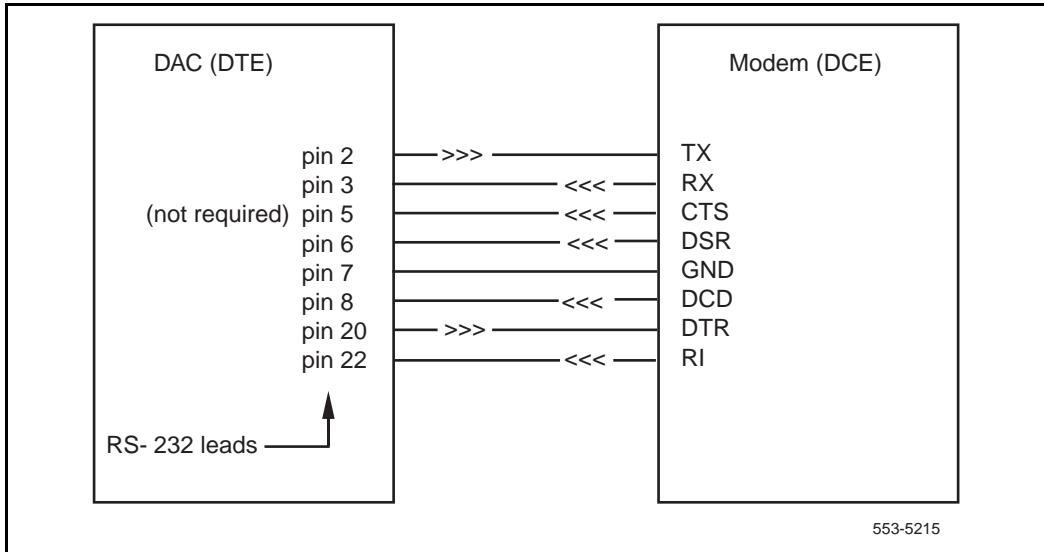 DAC (DTE) Modem (DCE)
pin 2 >>> TX
pin 3 <<< RX
(not required) pin 5 <<< CTS
pin 6 <<< DSR
pin 7 GND
pin 8 <<< DCD
pin 20 >>> DTR
pin 22 <<< RI
RS- 232 leads
553-5215